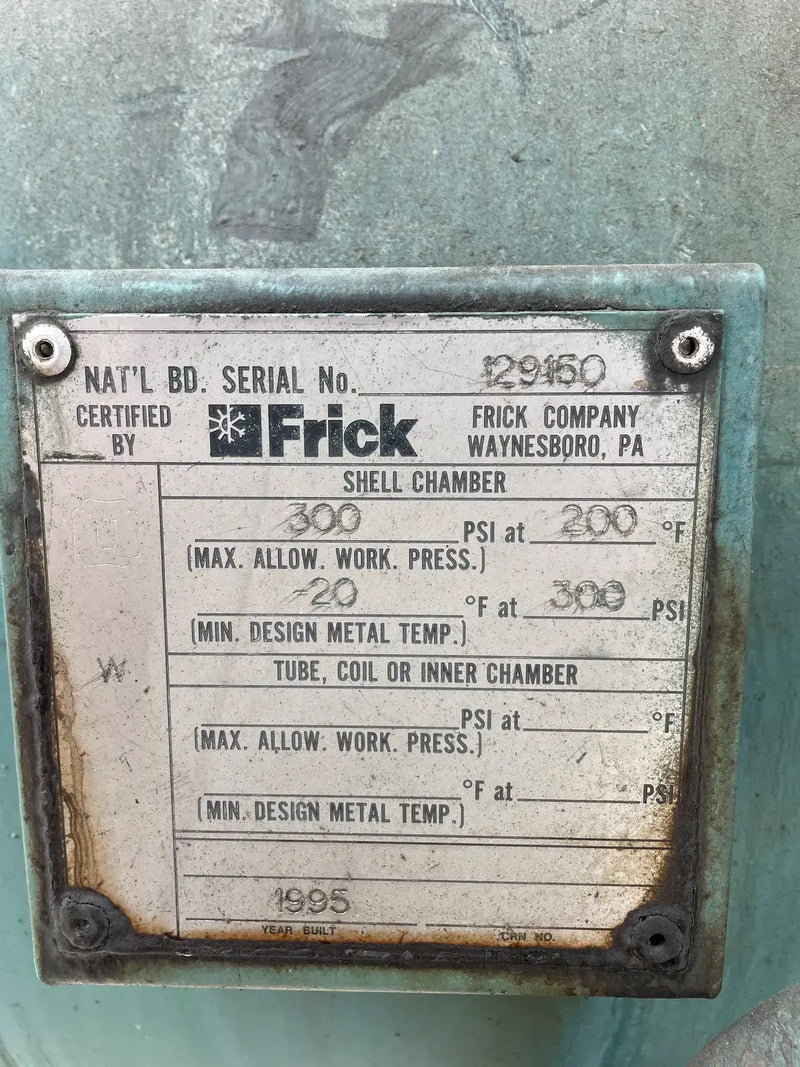 NAT'L BD. SERIAL No. 129150
CERTIFIED BY
Frick
FRICK COMPANY
WAYNESBORO, PA
U
SHELL CHAMBER
300 PSI at 200 °F
(MAX. ALLOW. WORK. PRESS.)
-20 °F at 300 PSI
(MIN. DESIGN METAL TEMP.)
W
TUBE, COIL OR INNER CHAMBER
PSI at °F
(MAX. ALLOW. WORK. PRESS.)
°F at PSI
(MIN. DESIGN METAL TEMP.)
1995
YEAR BUILT
CRN NO.